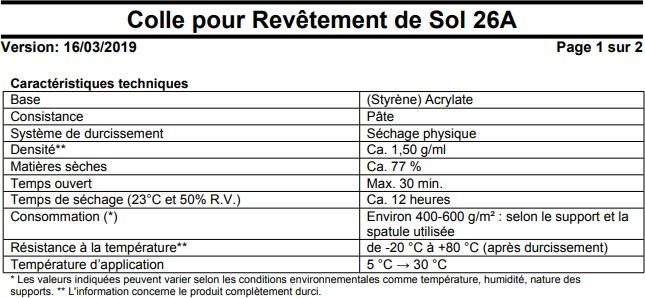 Colle pour Revêtement de Sol 26A
Version: 16/03/2019 Page 1 sur 2
Caractéristiques techniques
Base (Styrène) Acrylate
Consistance Pâte
Système de durcissement Séchage physique
Densité** Ca. 1,50 g/ml
Matières sèches Ca. 77 %
Temps ouvert Max. 30 min.
Temps de séchage (23°C et 50% R.V.) Ca. 12 heures
Consommation (*) Environ 400-600 g/m² : selon le support et la
spatule utilisée
Résistance à la température** de -20 °C à +80 °C (après durcissement)
Température d'application 5 °C → 30 °C
* Les valeurs indiquées peuvent varier selon les conditions environnementales comme température, humidité, nature des
supports. ** L'information concerne le produit complètement durci.